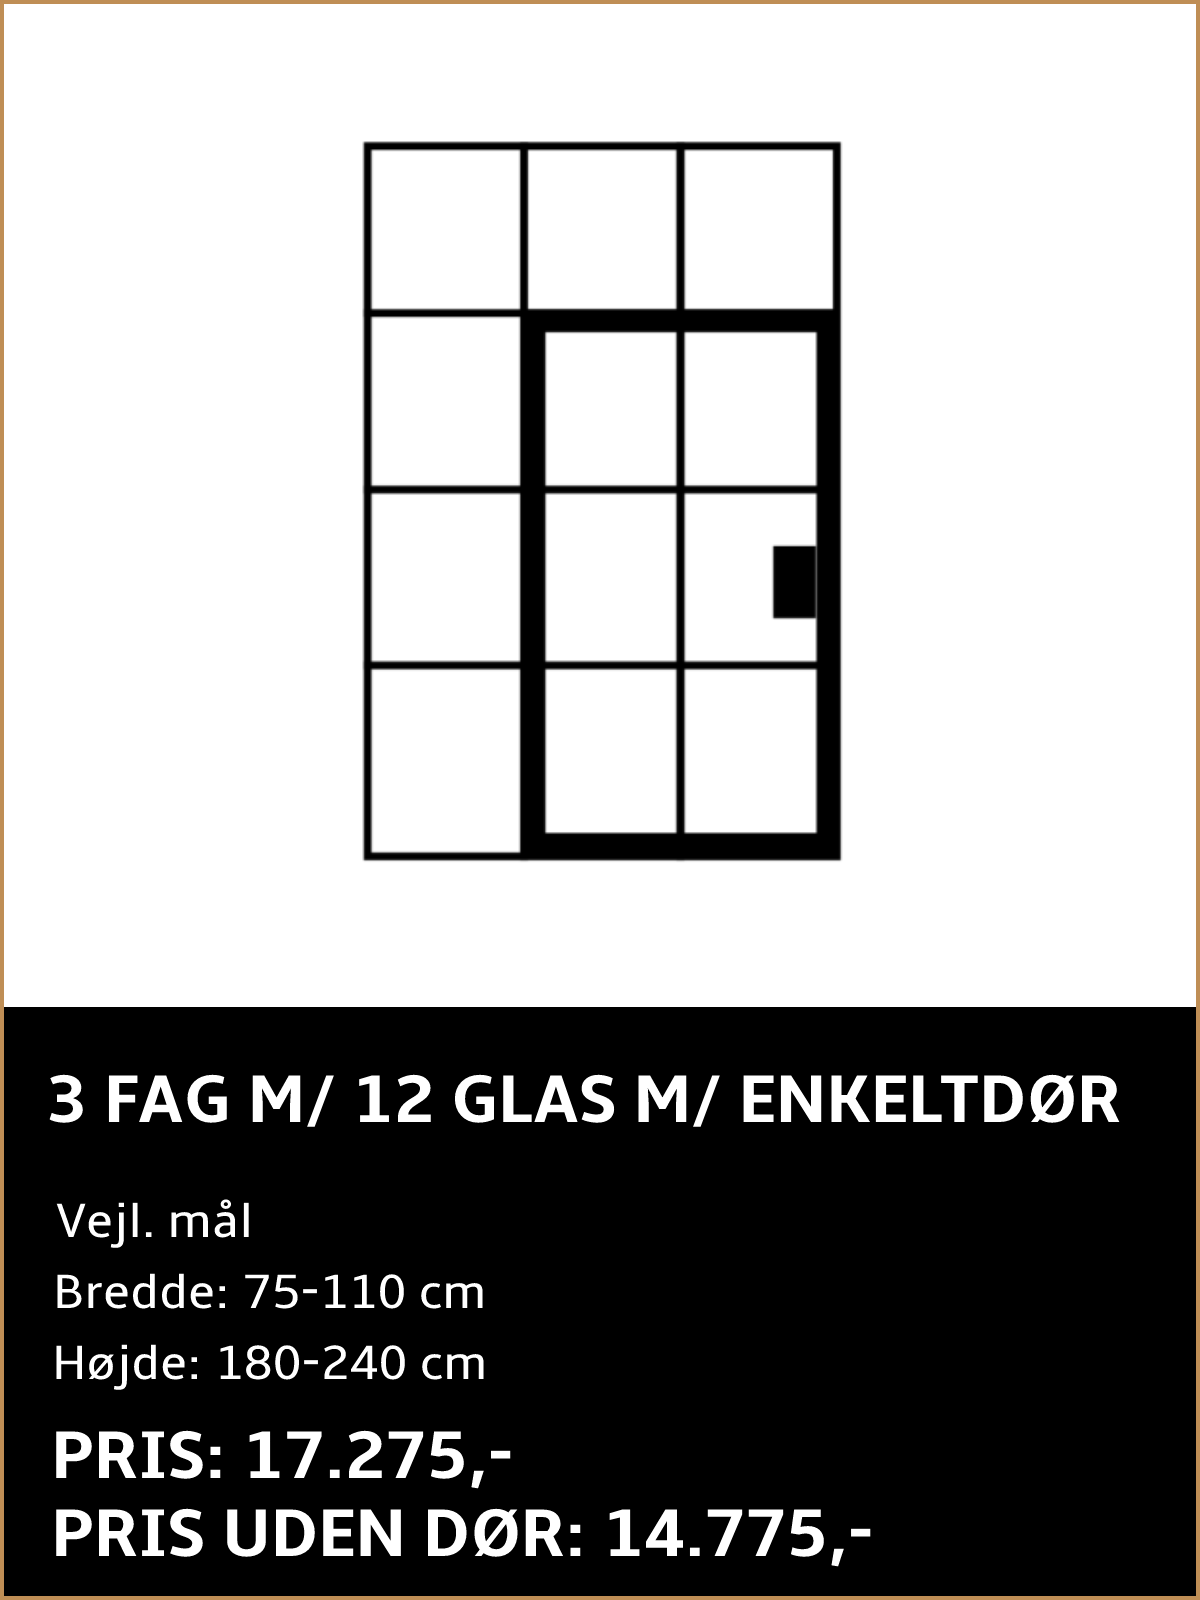 3 FAG M/ 12 GLAS M/ ENKELTDØR
Vejl. mål
Bredde: 75-110 cm
Højde: 180-240 cm
PRIS: 17.275,-
PRIS UDEN DØR: 14.775,-